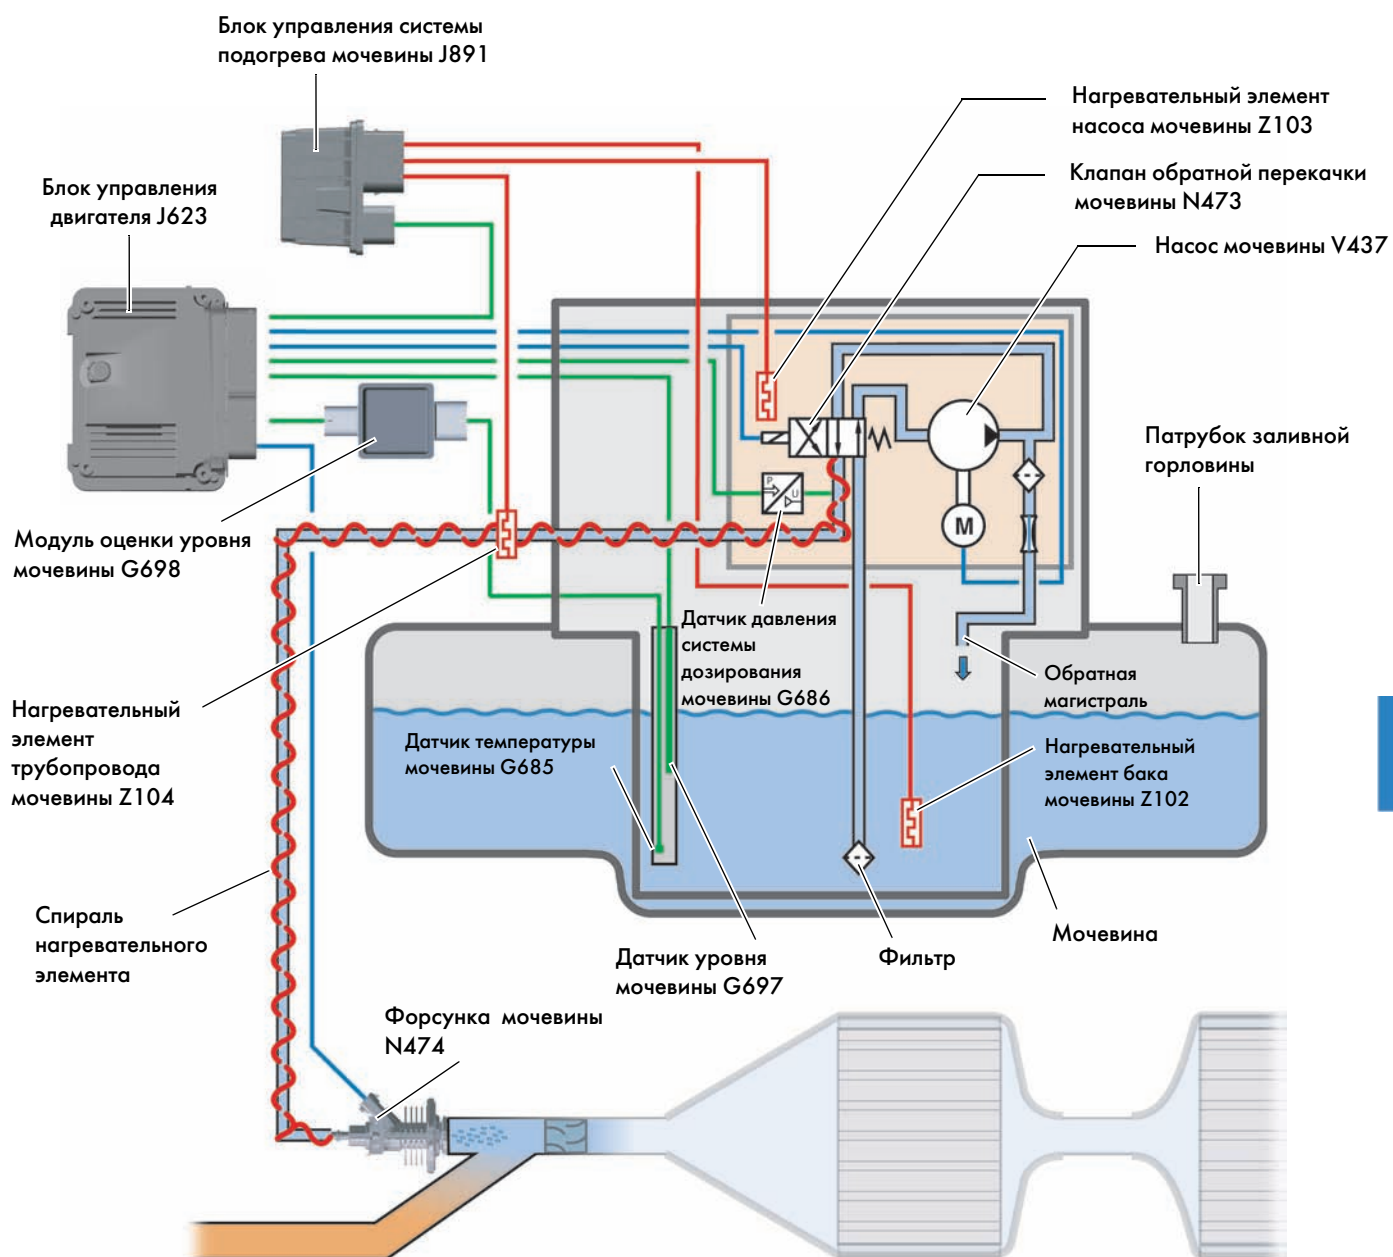 Блок управления системы
подогрева мочевины J891
Нагревательный элемент
насоса мочевины Z103
Клапан обратной перекачки
мочевины N473
Блок управления
двигателя J623
Насос мочевины V437
Патрубок заливной
горловины
P
U
M
Модуль оценки уровня
мочевины G698
Датчик давления
системы
дозирования
мочевины G686
Обратная
магистраль
Нагревательный
элемент
трубопровода
мочевины Z104
Датчик температуры
мочевины G685
Нагревательный
элемент бака
мочевины Z102
Спираль
нагревательного
элемента
Датчик уровня
мочевины G697
Фильтр
Мочевина
Форсунка мочевины
N474